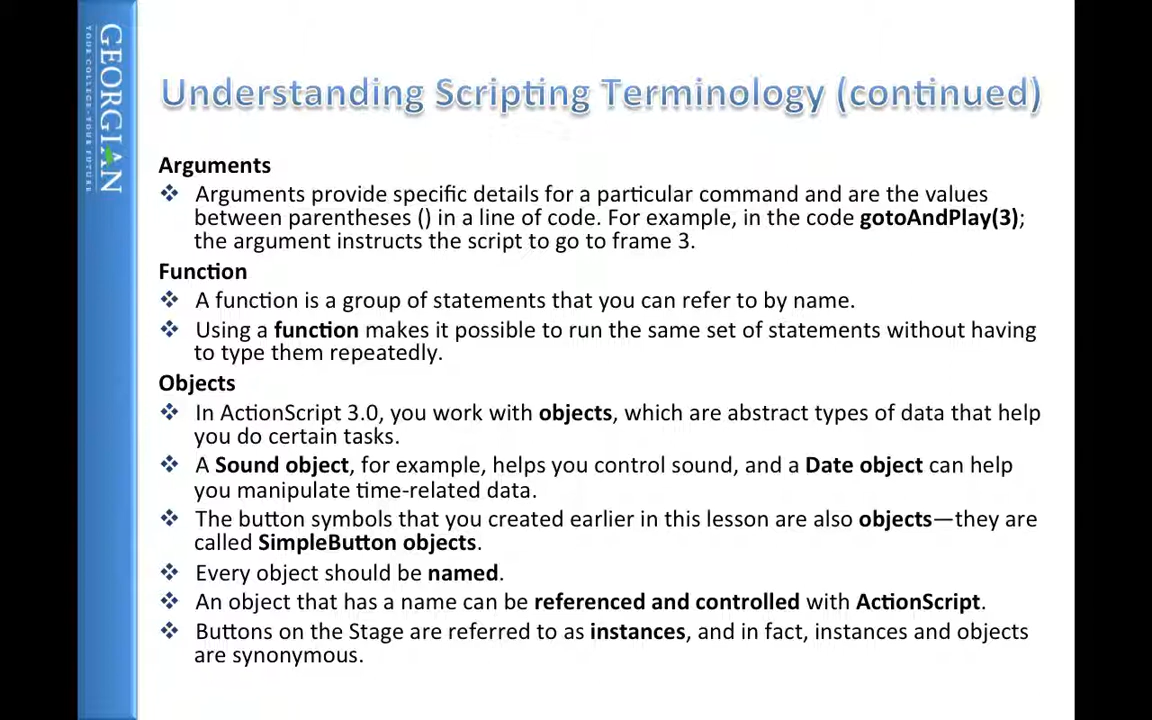 GEORGIAN
YOUR COLLEGE · YOUR FUTURE
Understanding Scripting Terminology (continued)
Arguments
❖ Arguments provide specific details for a particular command and are the values
between parentheses () in a line of code. For example, in the code gotoAndPlay(3);
the argument instructs the script to go to frame 3.
Function
❖ A function is a group of statements that you can refer to by name.
❖ Using a function makes it possible to run the same set of statements without having
to type them repeatedly.
Objects
❖ In ActionScript 3.0, you work with objects, which are abstract types of data that help
you do certain tasks.
❖ A Sound object, for example, helps you control sound, and a Date object can help
you manipulate time-related data.
❖ The button symbols that you created earlier in this lesson are also objects—they are
called SimpleButton objects.
❖ Every object should be named.
❖ An object that has a name can be referenced and controlled with ActionScript.
❖ Buttons on the Stage are referred to as instances, and in fact, instances and objects
are synonymous.